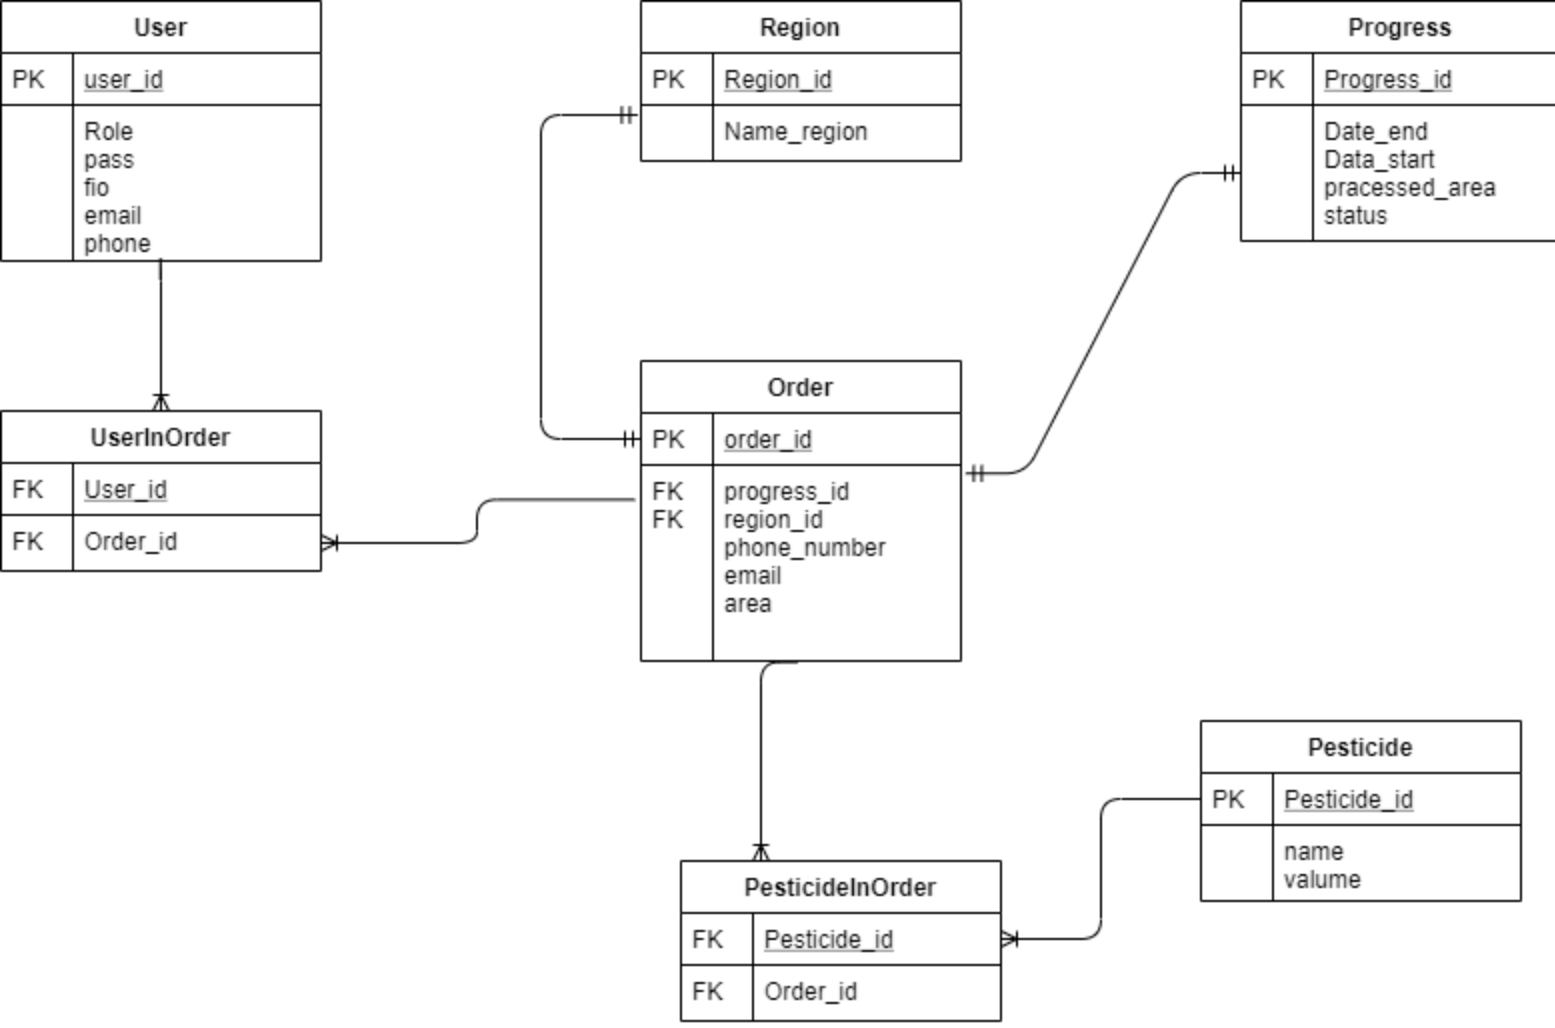 User
PK user_id
Role
pass
fio
email
phone
Region
PK Region_id
Name_region
Progress
PK Progress_id
Date_end
Data_start
pracessed_area
status
UserInOrder
FK User_id
FK Order_id
Order
PK order_id
FK progress_id
FK region_id
phone_number
email
area
Pesticide
PK Pesticide_id
name
valume
PesticideInOrder
FK Pesticide_id
FK Order_id